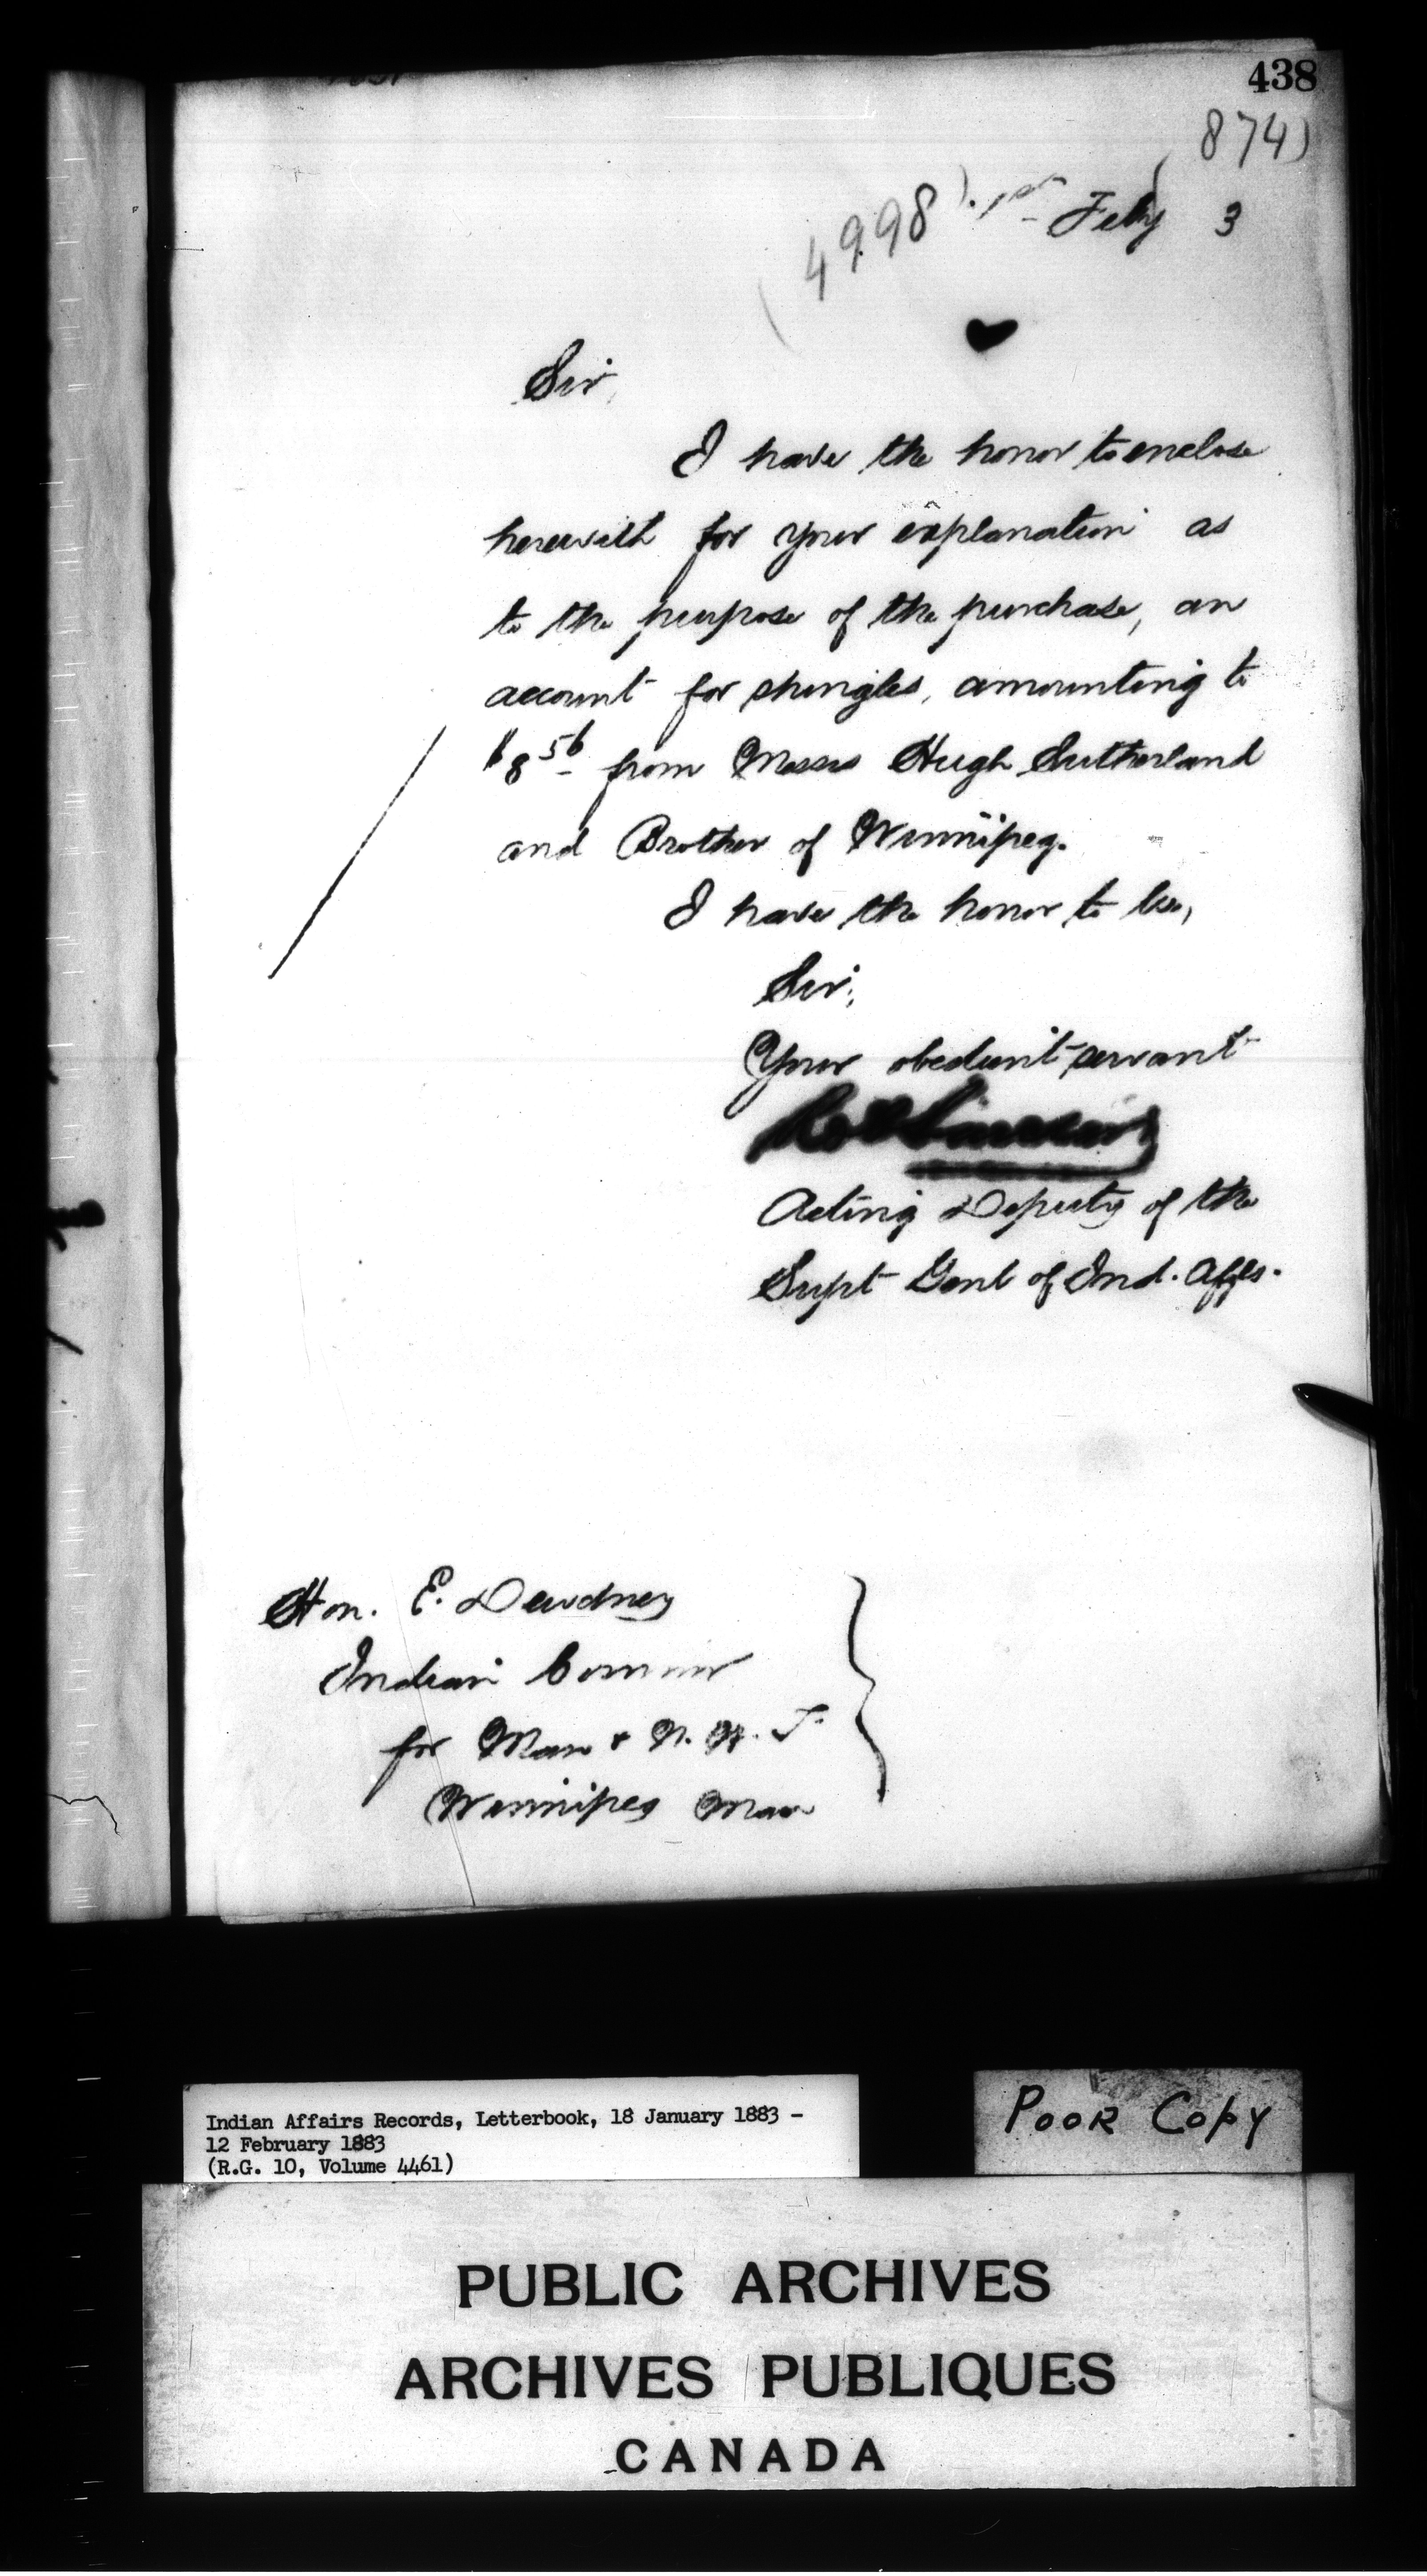 438
874)
(4998) Feby 3
Sir,
I have the honor to enclose
herewith for your explanation as
to the purpose of the purchase, an
account for shingles, amounting to
$8 56 from Messrs Hugh Sutherland
and Brother of Winnipeg.
I have the honor to be,
Sir,
Your obedient servant
Acting Deputy of the
Supt Genl of Ind. Affs.
Hon. E. Dewdney
Indian Commr
for Man & N. W. T.
Winnipeg Man
Indian Affairs Records, Letterbook, 18 January 1883 -
12 February 1883
(R.G. 10, Volume 4461)
POOR COPY
PUBLIC ARCHIVES
ARCHIVES PUBLIQUES
CANADA